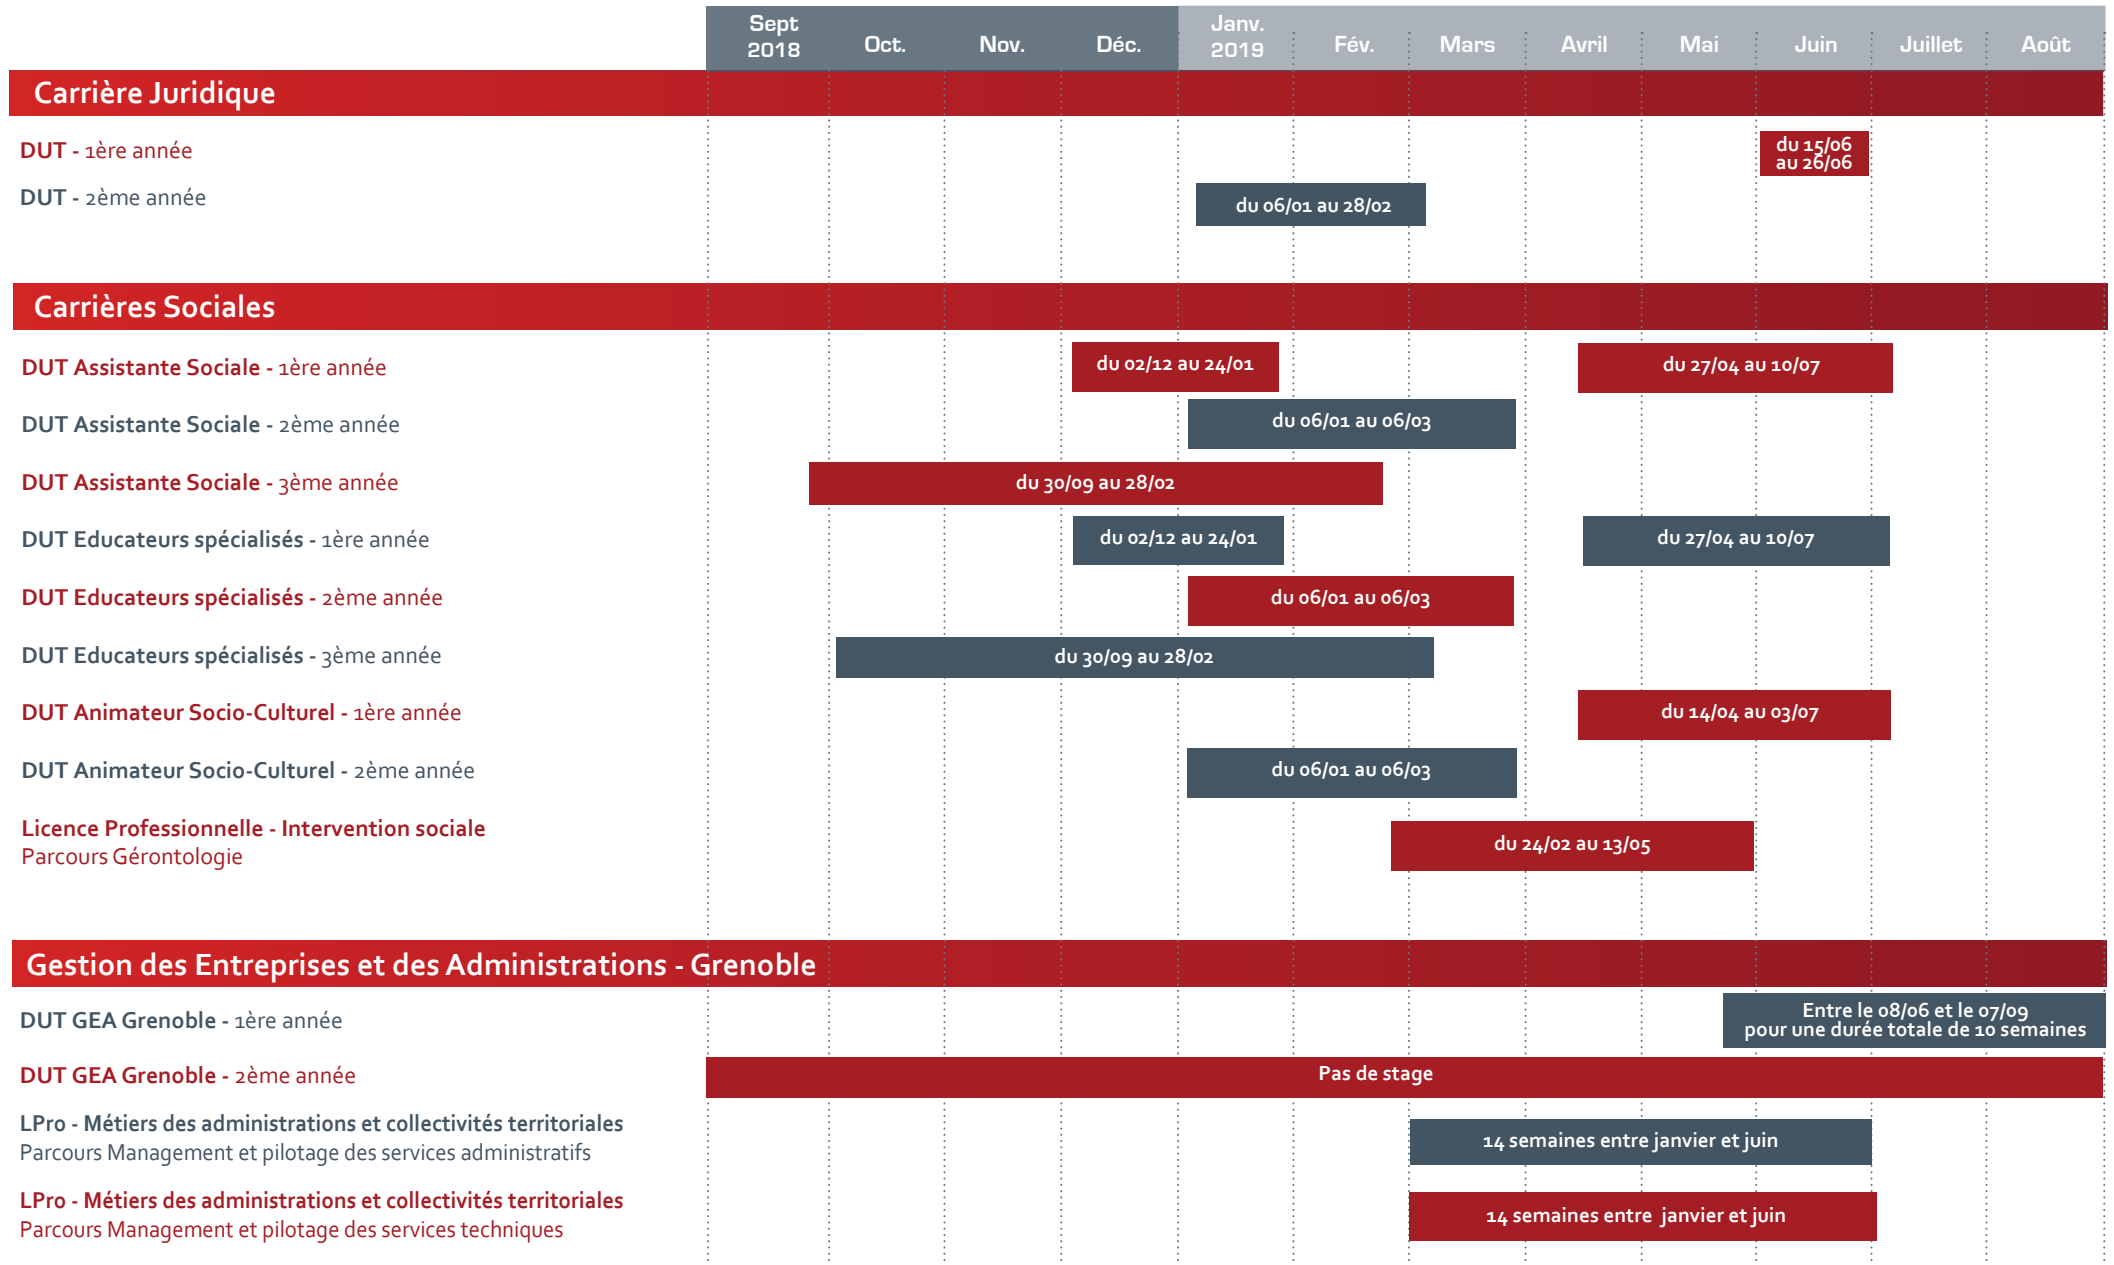 Sept
2018
Oct.
Nov.
Déc.
Janv.
2019
Fév.
Mars
Avril
Mai
Juin
Juillet
Août
Carrière Juridique
DUT - 1ère année
du 15/06
au 26/06
DUT - 2ème année
du 06/01 au 28/02
Carrières Sociales
DUT Assistante Sociale - 1ère année
du 02/12 au 24/01
du 27/04 au 10/07
DUT Assistante Sociale - 2ème année
du 06/01 au 06/03
DUT Assistante Sociale - 3ème année
du 30/09 au 28/02
DUT Educateurs spécialisés - 1ère année
du 02/12 au 24/01
du 27/04 au 10/07
DUT Educateurs spécialisés - 2ème année
du 06/01 au 06/03
DUT Educateurs spécialisés - 3ème année
du 30/09 au 28/02
DUT Animateur Socio-Culturel - 1ère année
du 14/04 au 03/07
DUT Animateur Socio-Culturel - 2ème année
du 06/01 au 06/03
Licence Professionnelle - Intervention sociale
Parcours Gérontologie
du 24/02 au 13/05
Gestion des Entreprises et des Administrations - Grenoble
DUT GEA Grenoble - 1ère année
Entre le 08/06 et le 07/09
pour une durée totale de 10 semaines
DUT GEA Grenoble - 2ème année
Pas de stage
LPro - Métiers des administrations et collectivités territoriales
Parcours Management et pilotage des services administratifs
14 semaines entre janvier et juin
LPro - Métiers des administrations et collectivités territoriales
Parcours Management et pilotage des services techniques
14 semaines entre janvier et juin